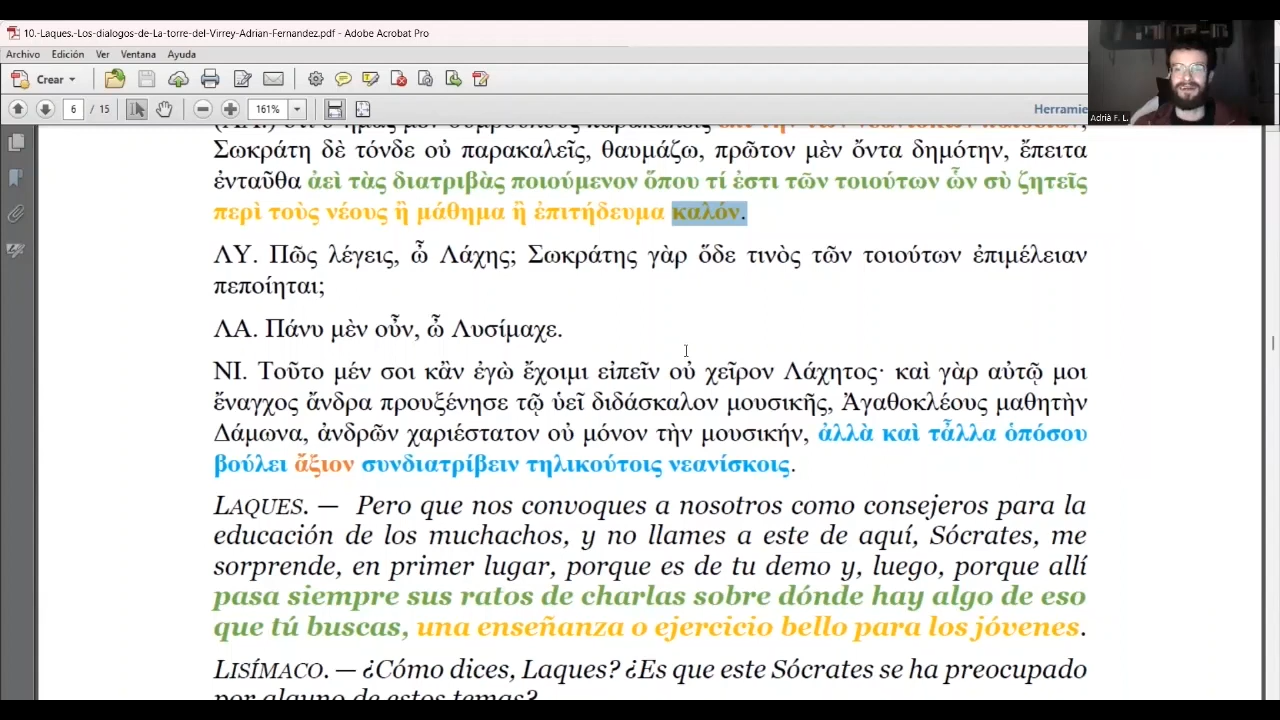 10.-Laques.-Los-dialogos-de-La-torre-del-Virrey-Adrian-Fernandez.pdf - Adobe Acrobat Pro
Archivo Edición Ver Ventana Ayuda
Crear
6 / 15 161% Herramie
Adrià F. L.
Σωκράτη δὲ τόνδε οὐ παρακαλεῖς, θαυμάζω, πρῶτον μὲν ὄντα δημότην, ἔπειτα
ἐνταῦθα ἀεὶ τὰς διατριβὰς ποιούμενον ὅπου τί ἐστι τῶν τοιούτων ὧν σὺ ζητεῖς
περὶ τοὺς νέους ἢ μάθημα ἢ ἐπιτήδευμα καλόν.
ΛΥ. Πῶς λέγεις, ὦ Λάχης; Σωκράτης γὰρ ὅδε τινὸς τῶν τοιούτων ἐπιμέλειαν
πεποίηται;
ΛΑ. Πάνυ μὲν οὖν, ὦ Λυσίμαχε.
ΝΙ. Τοῦτο μέν σοι κἂν ἐγὼ ἔχοιμι εἰπεῖν οὐ χεῖρον Λάχητος· καὶ γὰρ αὐτῷ μοι
ἔναγχος ἄνδρα προυξένησε τῷ ὑεῖ διδάσκαλον μουσικῆς, Ἀγαθοκλέους μαθητὴν
Δάμωνα, ἀνδρῶν χαριέστατον οὐ μόνον τὴν μουσικήν, ἀλλὰ καὶ τἆλλα ὁπόσου
βούλει ἄξιον συνδιατρίβειν τηλικούτοις νεανίσκοις.
LAQUES. — Pero que nos convoques a nosotros como consejeros para la
educación de los muchachos, y no llames a este de aquí, Sócrates, me
sorprende, en primer lugar, porque es de tu demo y, luego, porque allí
pasa siempre sus ratos de charlas sobre dónde hay algo de eso
que tú buscas, una enseñanza o ejercicio bello para los jóvenes.
LISÍMACO. — ¿Cómo dices, Laques? ¿Es que este Sócrates se ha preocupado
por alguno de estos temas?